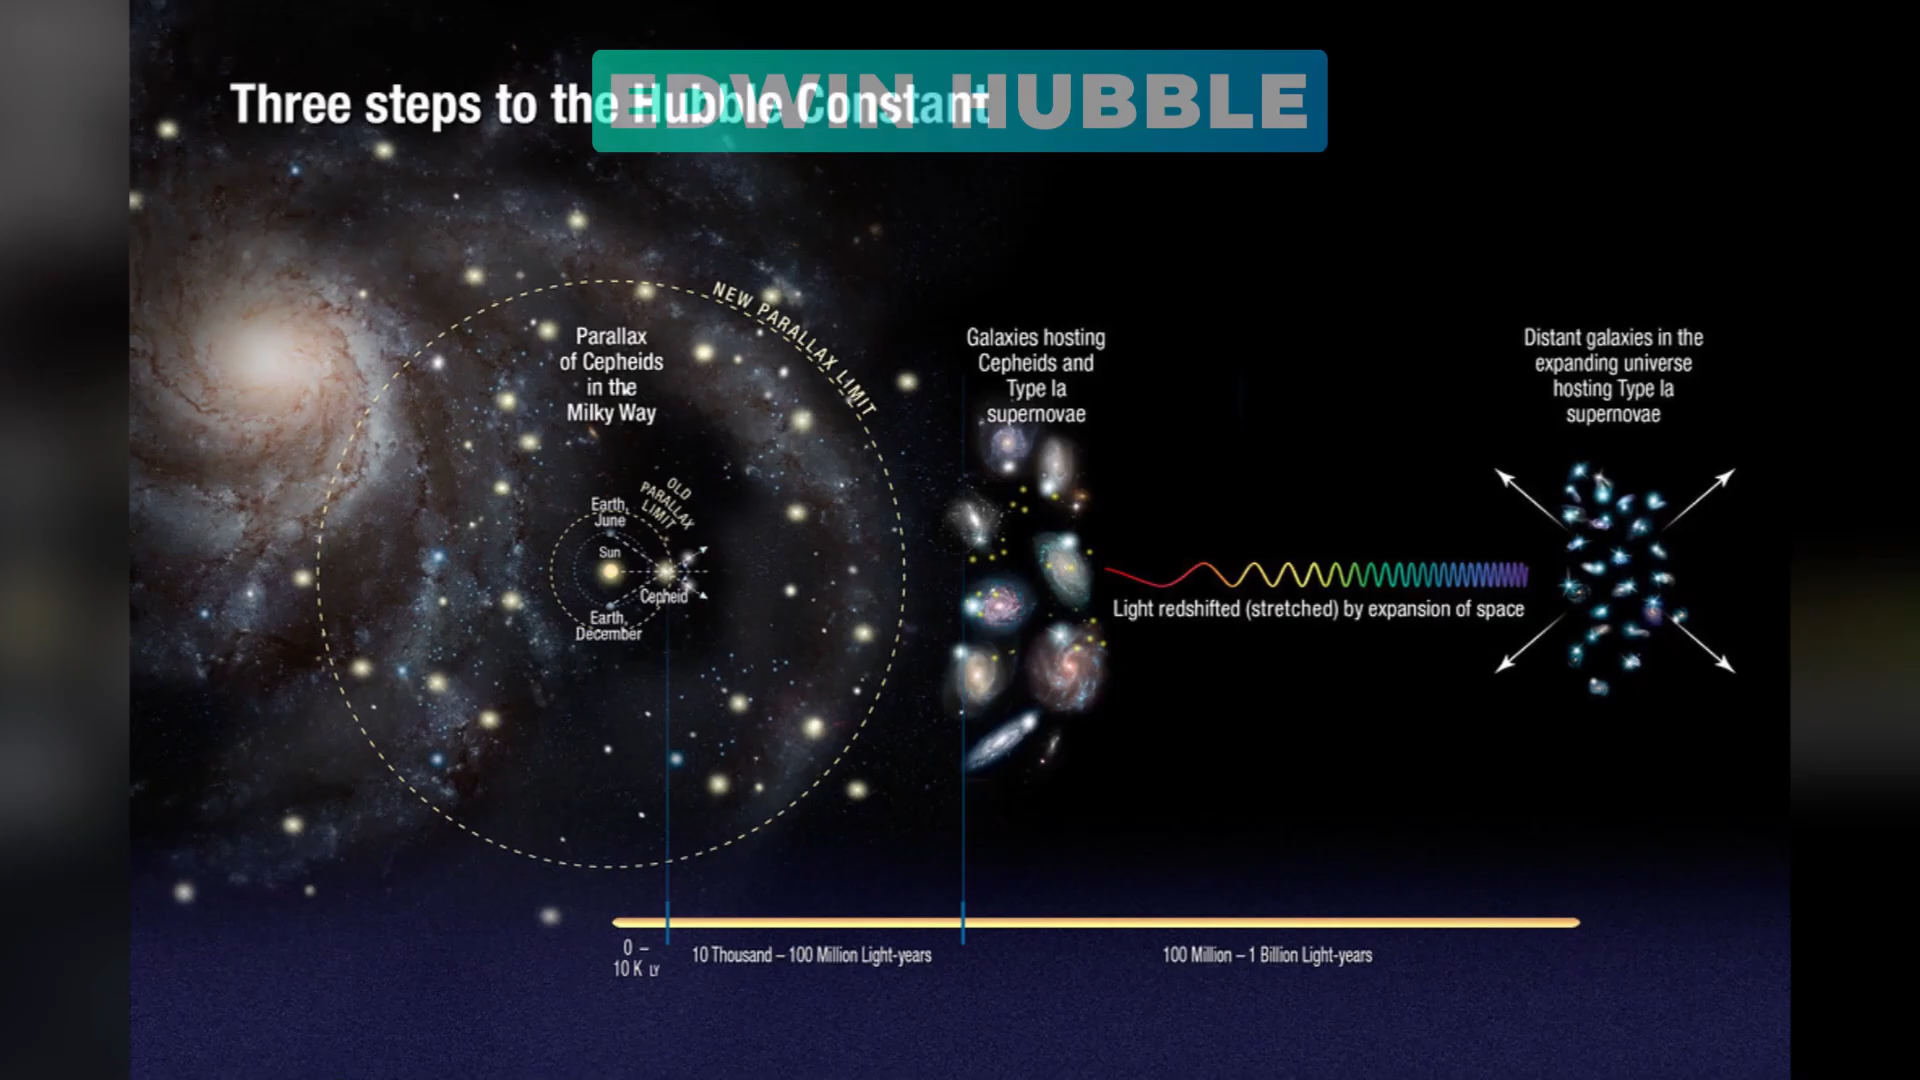 EDWIN HUBBLE
Three steps to the Hubble Constant
NEW PARALLAX LIMIT
Parallax
of Cepheids
in the
Milky Way
OLD
PARALLAX
LIMIT
Earth,
June
Sun
Cepheid
Earth,
December
Galaxies hosting
Cepheids and
Type Ia
supernovae
Light redshifted (stretched) by expansion of space
Distant galaxies in the
expanding universe
hosting Type Ia
supernovae
0 –
10 K LY
10 Thousand – 100 Million Light-years
100 Million – 1 Billion Light-years